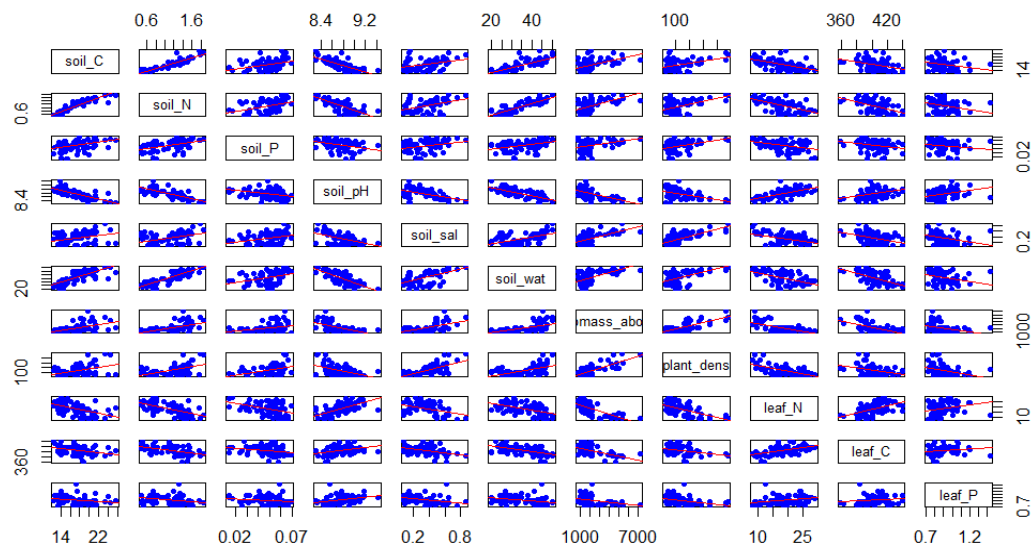 0.6 1.6 8.4 9.2 20 40 100 360 420
soil_C 14
0.6 soil_N
soil_P 0.02
8.4 soil_pH
soil_sal 0.2
20 soil_wat
omass_abo 1000
100 plant_dens
leaf_N 10
360 leaf_C
leaf_P 0.7
14 22 0.02 0.07 0.2 0.8 1000 7000 10 25 0.7 1.2